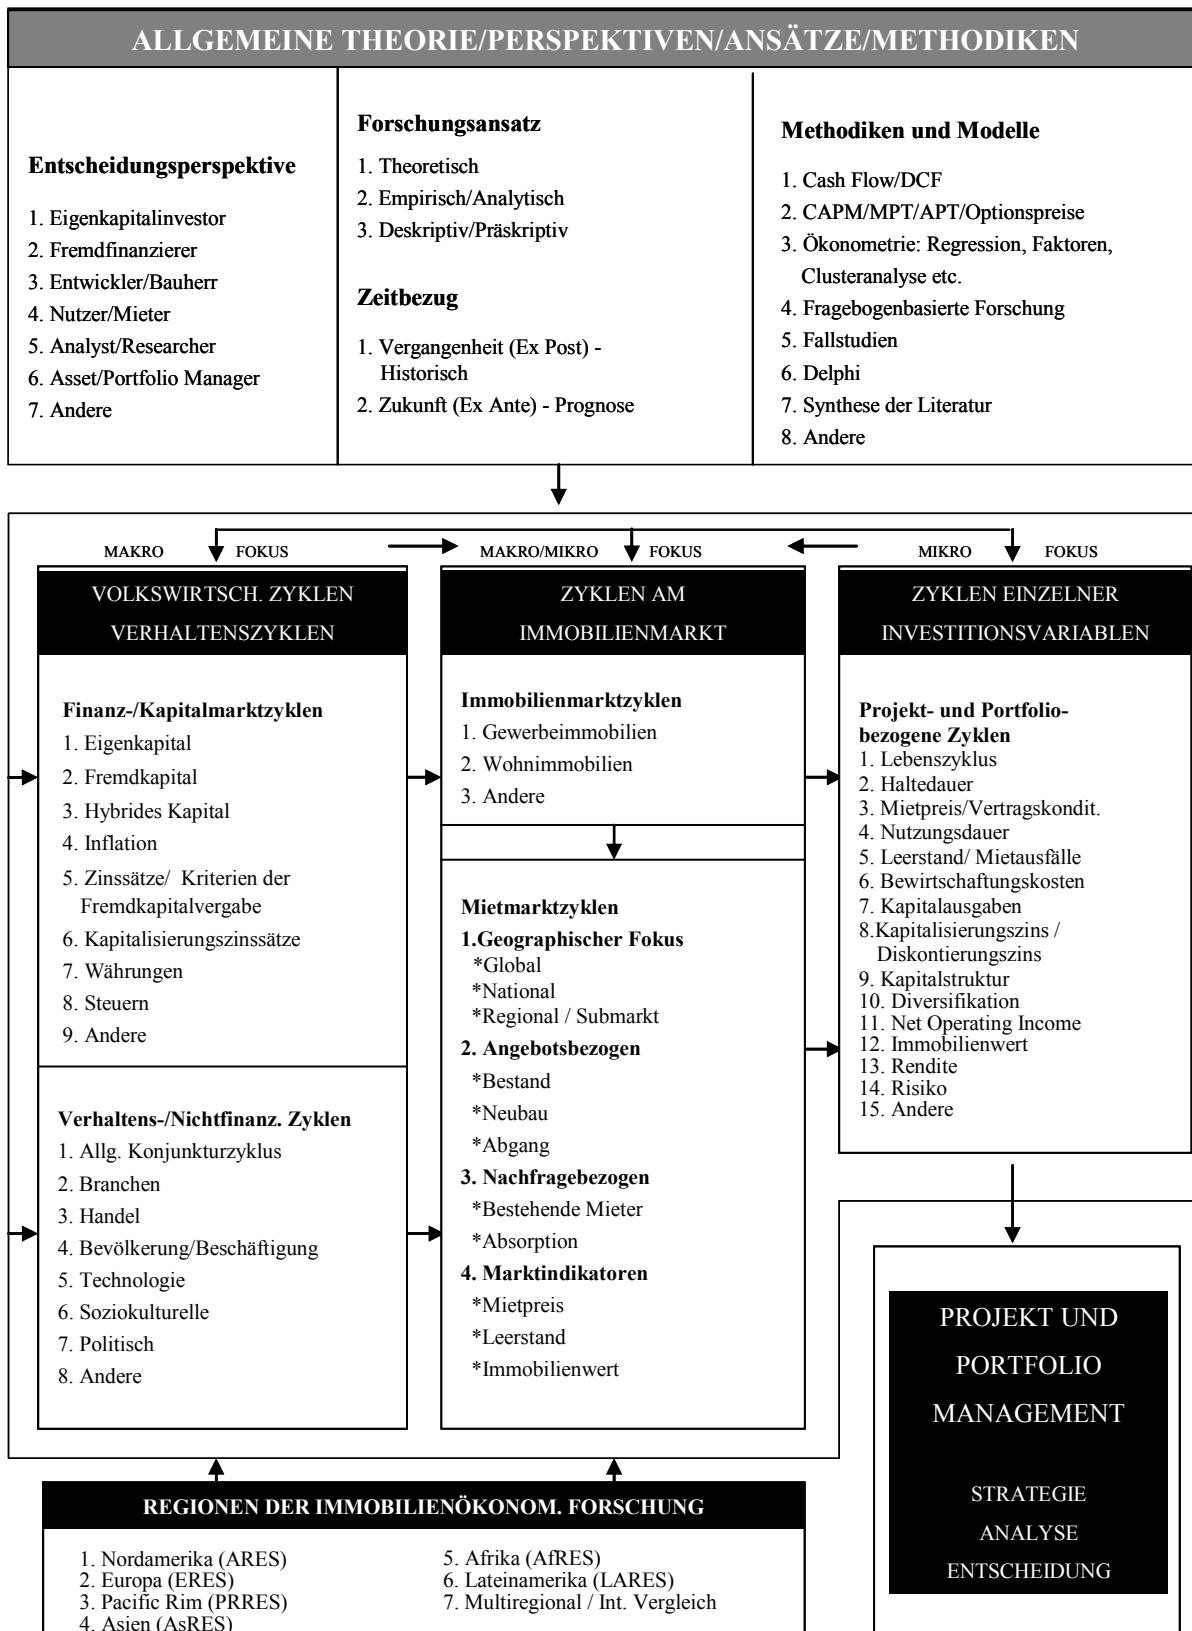 ALLGEMEINE THEORIE/PERSPEKTIVEN/ANSÄTZE/METHODIKEN
Entscheidungsperspektive
1. Eigenkapitalinvestor
2. Fremdfinanzierer
3. Entwickler/Bauherr
4. Nutzer/Mieter
5. Analyst/Researcher
6. Asset/Portfolio Manager
7. Andere
Forschungsansatz
1. Theoretisch
2. Empirisch/Analytisch
3. Deskriptiv/Präskriptiv
Zeitbezug
1. Vergangenheit (Ex Post) -
Historisch
2. Zukunft (Ex Ante) - Prognose
Methodiken und Modelle
1. Cash Flow/DCF
2. CAPM/MPT/APT/Optionspreise
3. Ökonometrie: Regression, Faktoren,
Clusteranalyse etc.
4. Fragebogenbasierte Forschung
5. Fallstudien
6. Delphi
7. Synthese der Literatur
8. Andere
MAKRO FOKUS
VOLKSWIRTSCH. ZYKLEN
VERHALTENSZYKLEN
Finanz-/Kapitalmarktzyklen
1. Eigenkapital
2. Fremdkapital
3. Hybrides Kapital
4. Inflation
5. Zinssätze/ Kriterien der
Fremdkapitalvergabe
6. Kapitalisierungszinssätze
7. Währungen
8. Steuern
9. Andere
Verhaltens-/Nichtfinanz. Zyklen
1. Allg. Konjunkturzyklus
2. Branchen
3. Handel
4. Bevölkerung/Beschäftigung
5. Technologie
6. Soziokulturelle
7. Politisch
8. Andere
MAKRO/MIKRO FOKUS
ZYKLEN AM
IMMOBILIENMARKT
Immobilienmarktzyklen
1. Gewerbeimmobilien
2. Wohnimmobilien
3. Andere
Mietmarktzyklen
1.Geographischer Fokus
*Global
*National
*Regional / Submarkt
2. Angebotsbezogen
*Bestand
*Neubau
*Abgang
3. Nachfragebezogen
*Bestehende Mieter
*Absorption
4. Marktindikatoren
*Mietpreis
*Leerstand
*Immobilienwert
MIKRO FOKUS
ZYKLEN EINZELNER
INVESTITIONSVARIABLEN
Projekt- und Portfolio-
bezogene Zyklen
1. Lebenszyklus
2. Haltedauer
3. Mietpreis/Vertragskondit.
4. Nutzungsdauer
5. Leerstand/ Mietausfälle
6. Bewirtschaftungskosten
7. Kapitalausgaben
8.Kapitalisierungszins /
Diskontierungszins
9. Kapitalstruktur
10. Diversifikation
11. Net Operating Income
12. Immobilienwert
13. Rendite
14. Risiko
15. Andere
PROJEKT UND
PORTFOLIO
MANAGEMENT
STRATEGIE
ANALYSE
ENTSCHEIDUNG
REGIONEN DER IMMOBILIENÖKONOM. FORSCHUNG
1. Nordamerika (ARES)
2. Europa (ERES)
3. Pacific Rim (PRRES)
4. Asien (AsRES)
5. Afrika (AfRES)
6. Lateinamerika (LARES)
7. Multiregional / Int. Vergleich